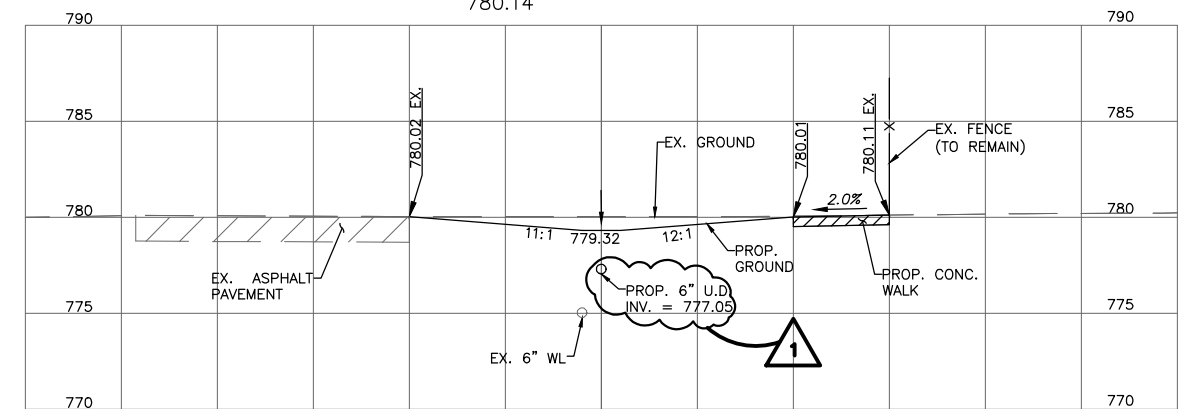 780.14
790
790
785
785
780.02 EX.
EX. GROUND
780.01
780.11 EX.
EX. FENCE
(TO REMAIN)
2.0%
780
780
11:1
779.32
12:1
PROP.
GROUND
EX. ASPHALT
PAVEMENT
PROP. CONC.
WALK
PROP. 6" U.D.
INV. = 777.05
775
775
EX. 6" WL
1
770
770